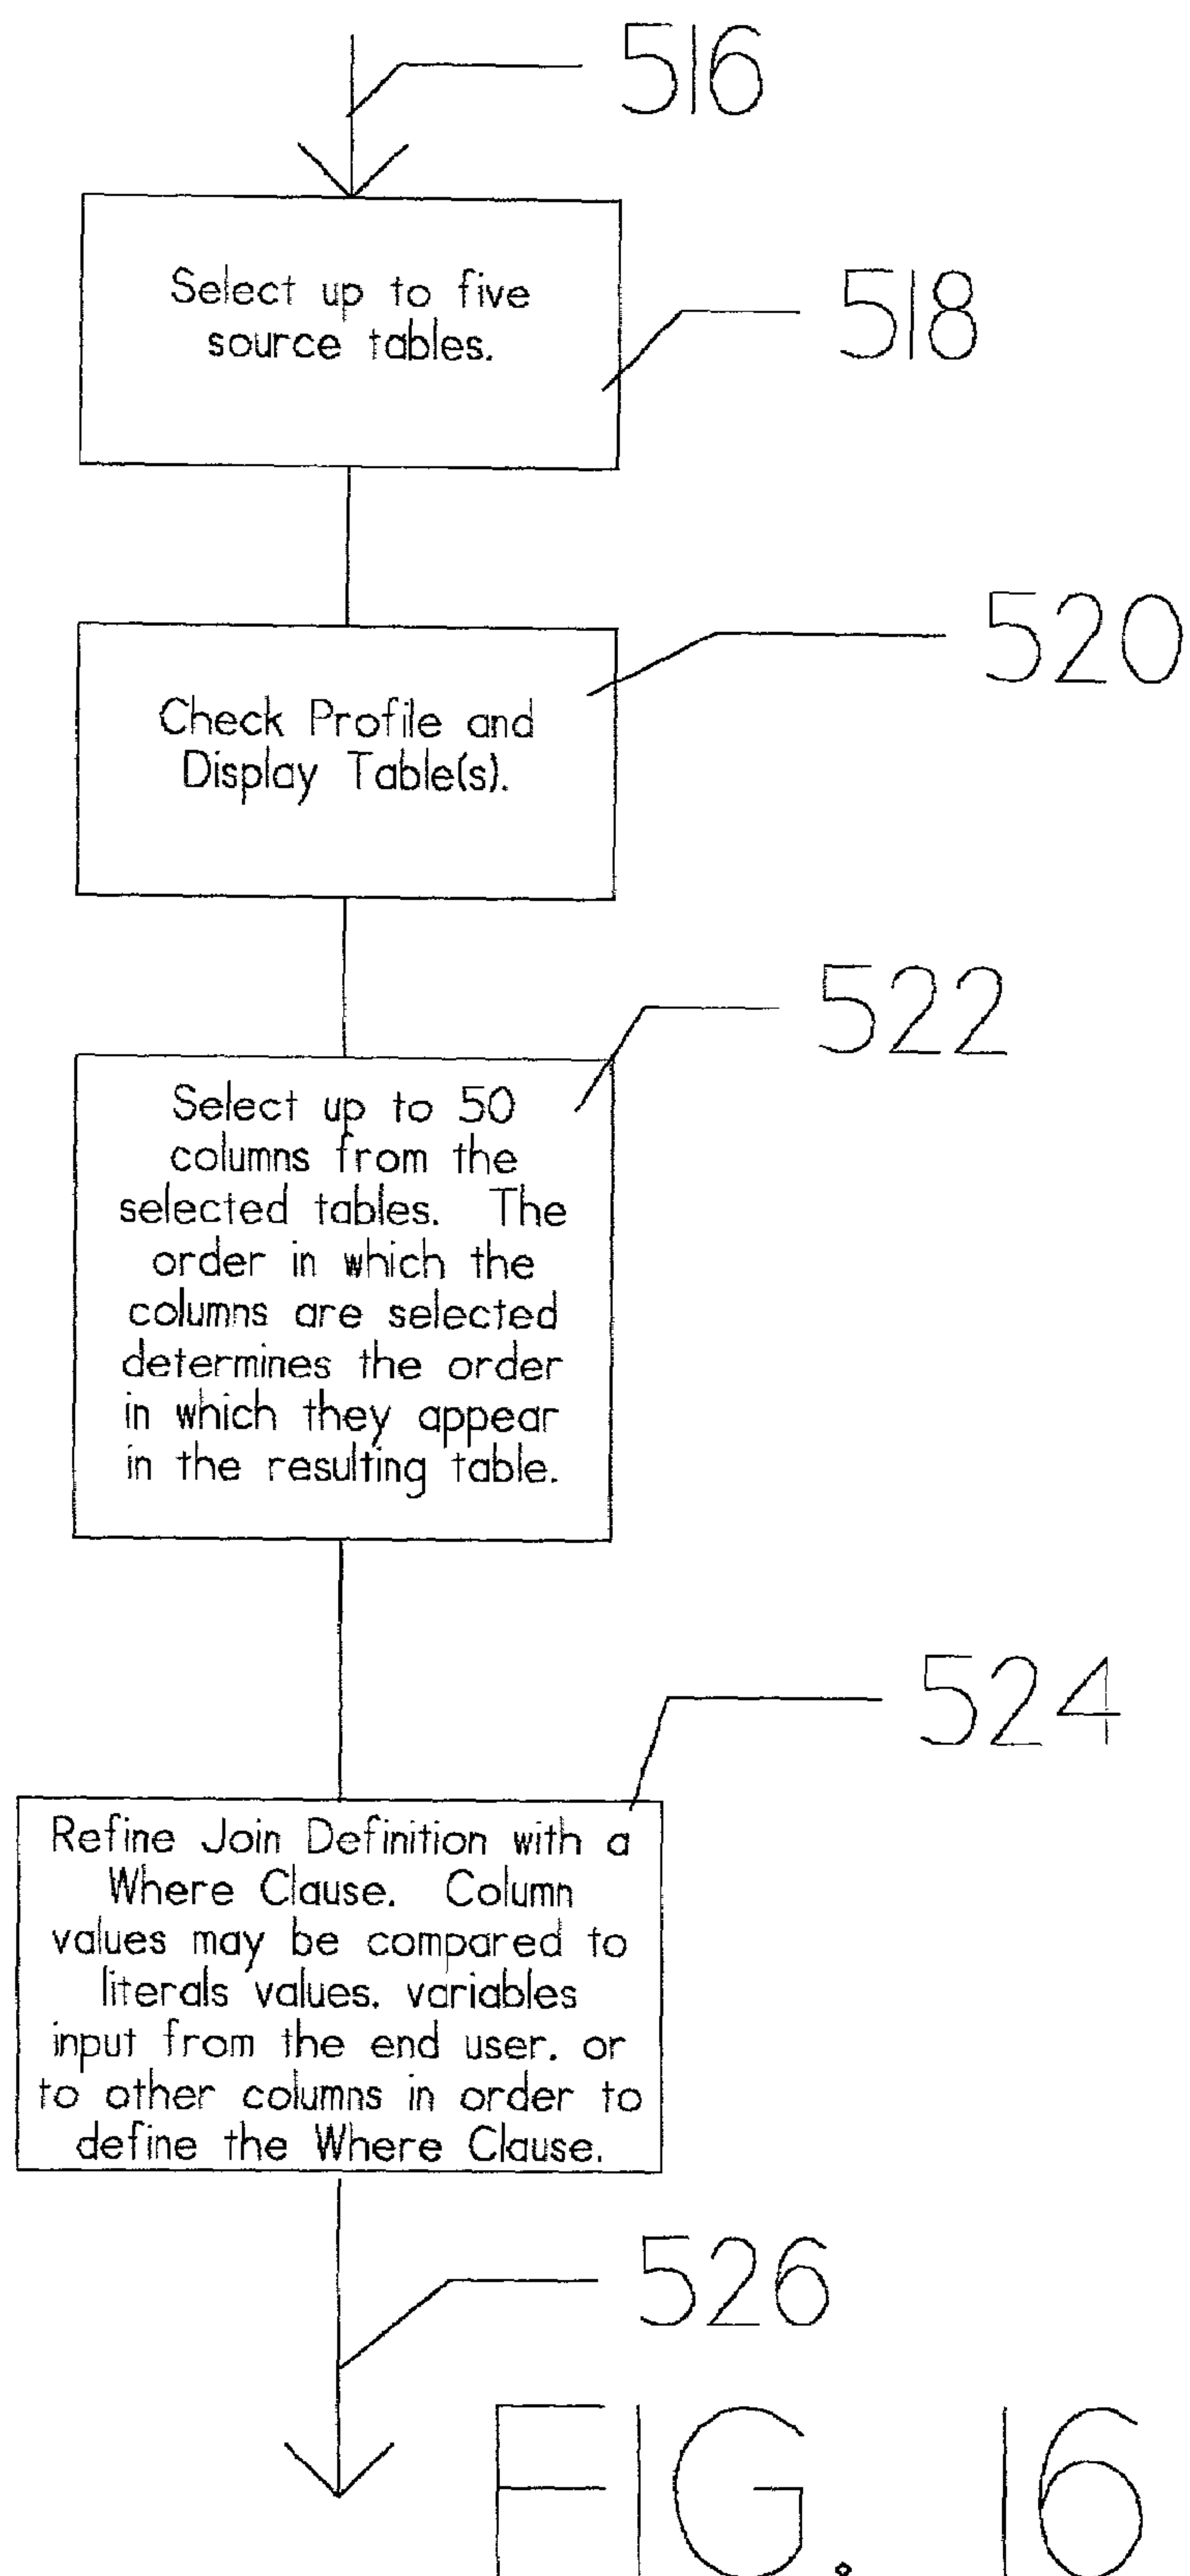 516
Select up to five
source tables.
518
Check Profile and
Display Table(s).
520
Select up to 50
columns from the
selected tables. The
order in which the
columns are selected
determines the order
in which they appear
in the resulting table.
522
Refine Join Definition with a
Where Clause. Column
values may be compared to
literals values. variables
input from the end user. or
to other columns in order to
define the Where Clause.
524
526
FIG. 16